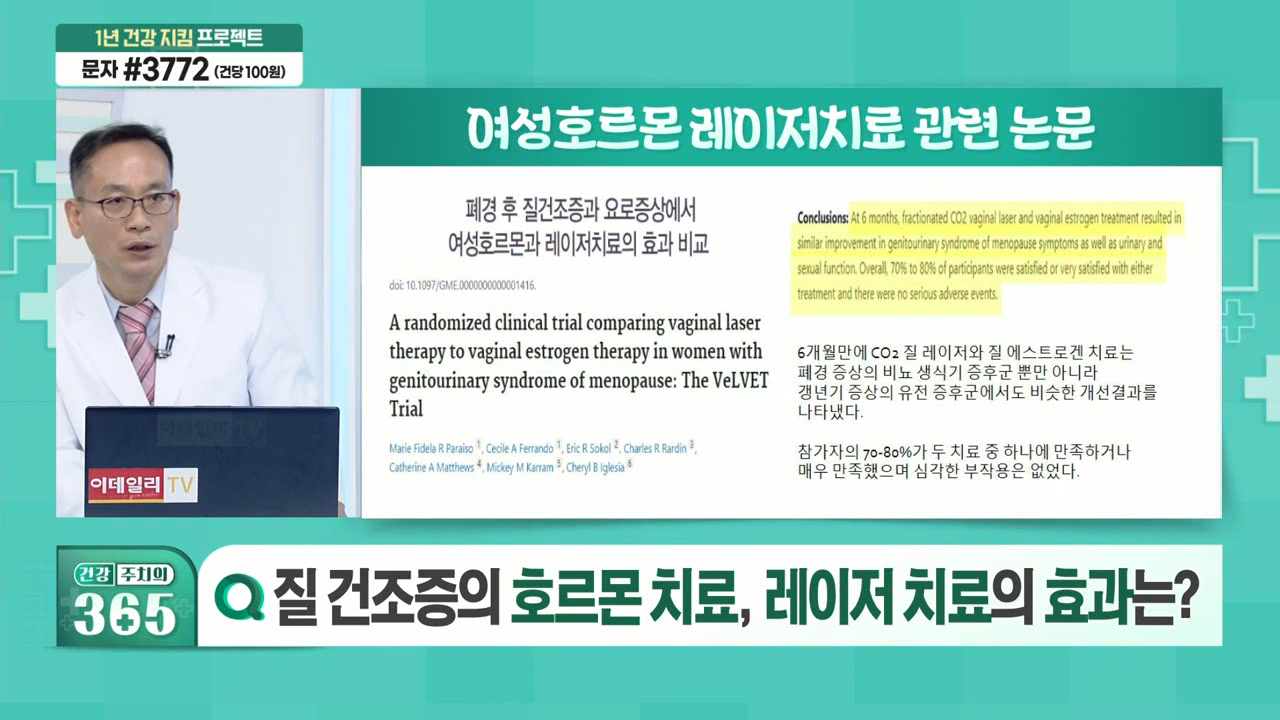 1년 건강 지킴 프로젝트
문자 #3772 (건당 100원)
여성호르몬 레이저치료 관련 논문
폐경 후 질건조증과 요로증상에서
여성호르몬과 레이저치료의 효과 비교
doi: 10.1097/GME.0000000000001416.
A randomized clinical trial comparing vaginal laser
therapy to vaginal estrogen therapy in women with
genitourinary syndrome of menopause: The VeLVET
Trial
Marie Fidela R Paraiso 1, Cecile A Ferrando 1, Eric R Sokol 2, Charles R Rardin 3,
Catherine A Matthews 4, Mickey M Karram 5, Cheryl B Iglesia 6
Conclusions: At 6 months, fractionated CO2 vaginal laser and vaginal estrogen treatment resulted in
similar improvement in genitourinary syndrome of menopause symptoms as well as urinary and
sexual function. Overall, 70% to 80% of participants were satisfied or very satisfied with either
treatment and there were no serious adverse events.
6개월만에 CO2 질 레이저와 질 에스트로겐 치료는
폐경 증상의 비뇨 생식기 증후군 뿐만 아니라
갱년기 증상의 유전 증후군에서도 비슷한 개선결과를
나타냈다.
참가자의 70-80%가 두 치료 중 하나에 만족하거나
매우 만족했으며 심각한 부작용은 없었다.
이데일리 TV
건강 주치의
365
Q 질 건조증의 호르몬 치료, 레이저 치료의 효과는?